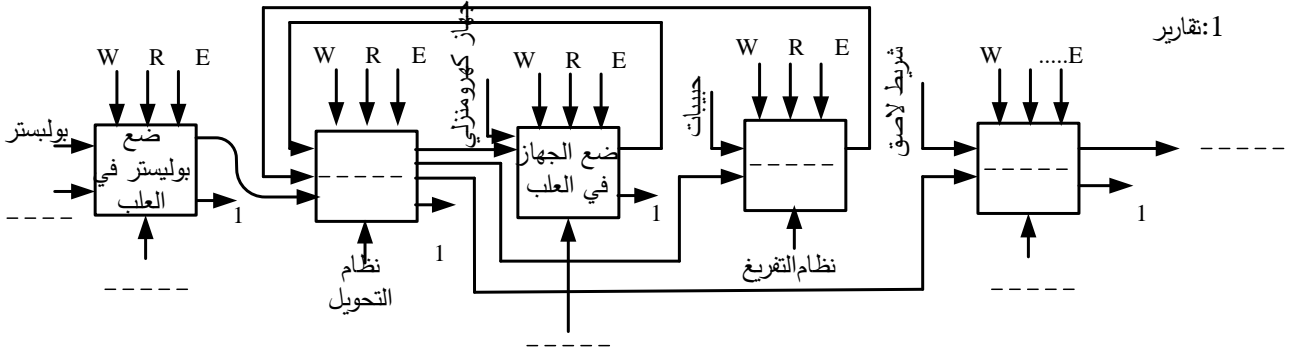 1:تقارير
W R E
بوليستر
ضع
بوليستر في
العلب
1
- - - -
- - - - -
W R E
- - - - - -
1
نظام
التحويل
جهاز كهرومنزلي
W R E
ضع الجهاز
في العلب
1
- - - - -
حبيبات
W R E
- - - - - -
نظام التفريغ
شريط لاصق
W .....E
- - - - - -
- - - - -
1
- - - - -